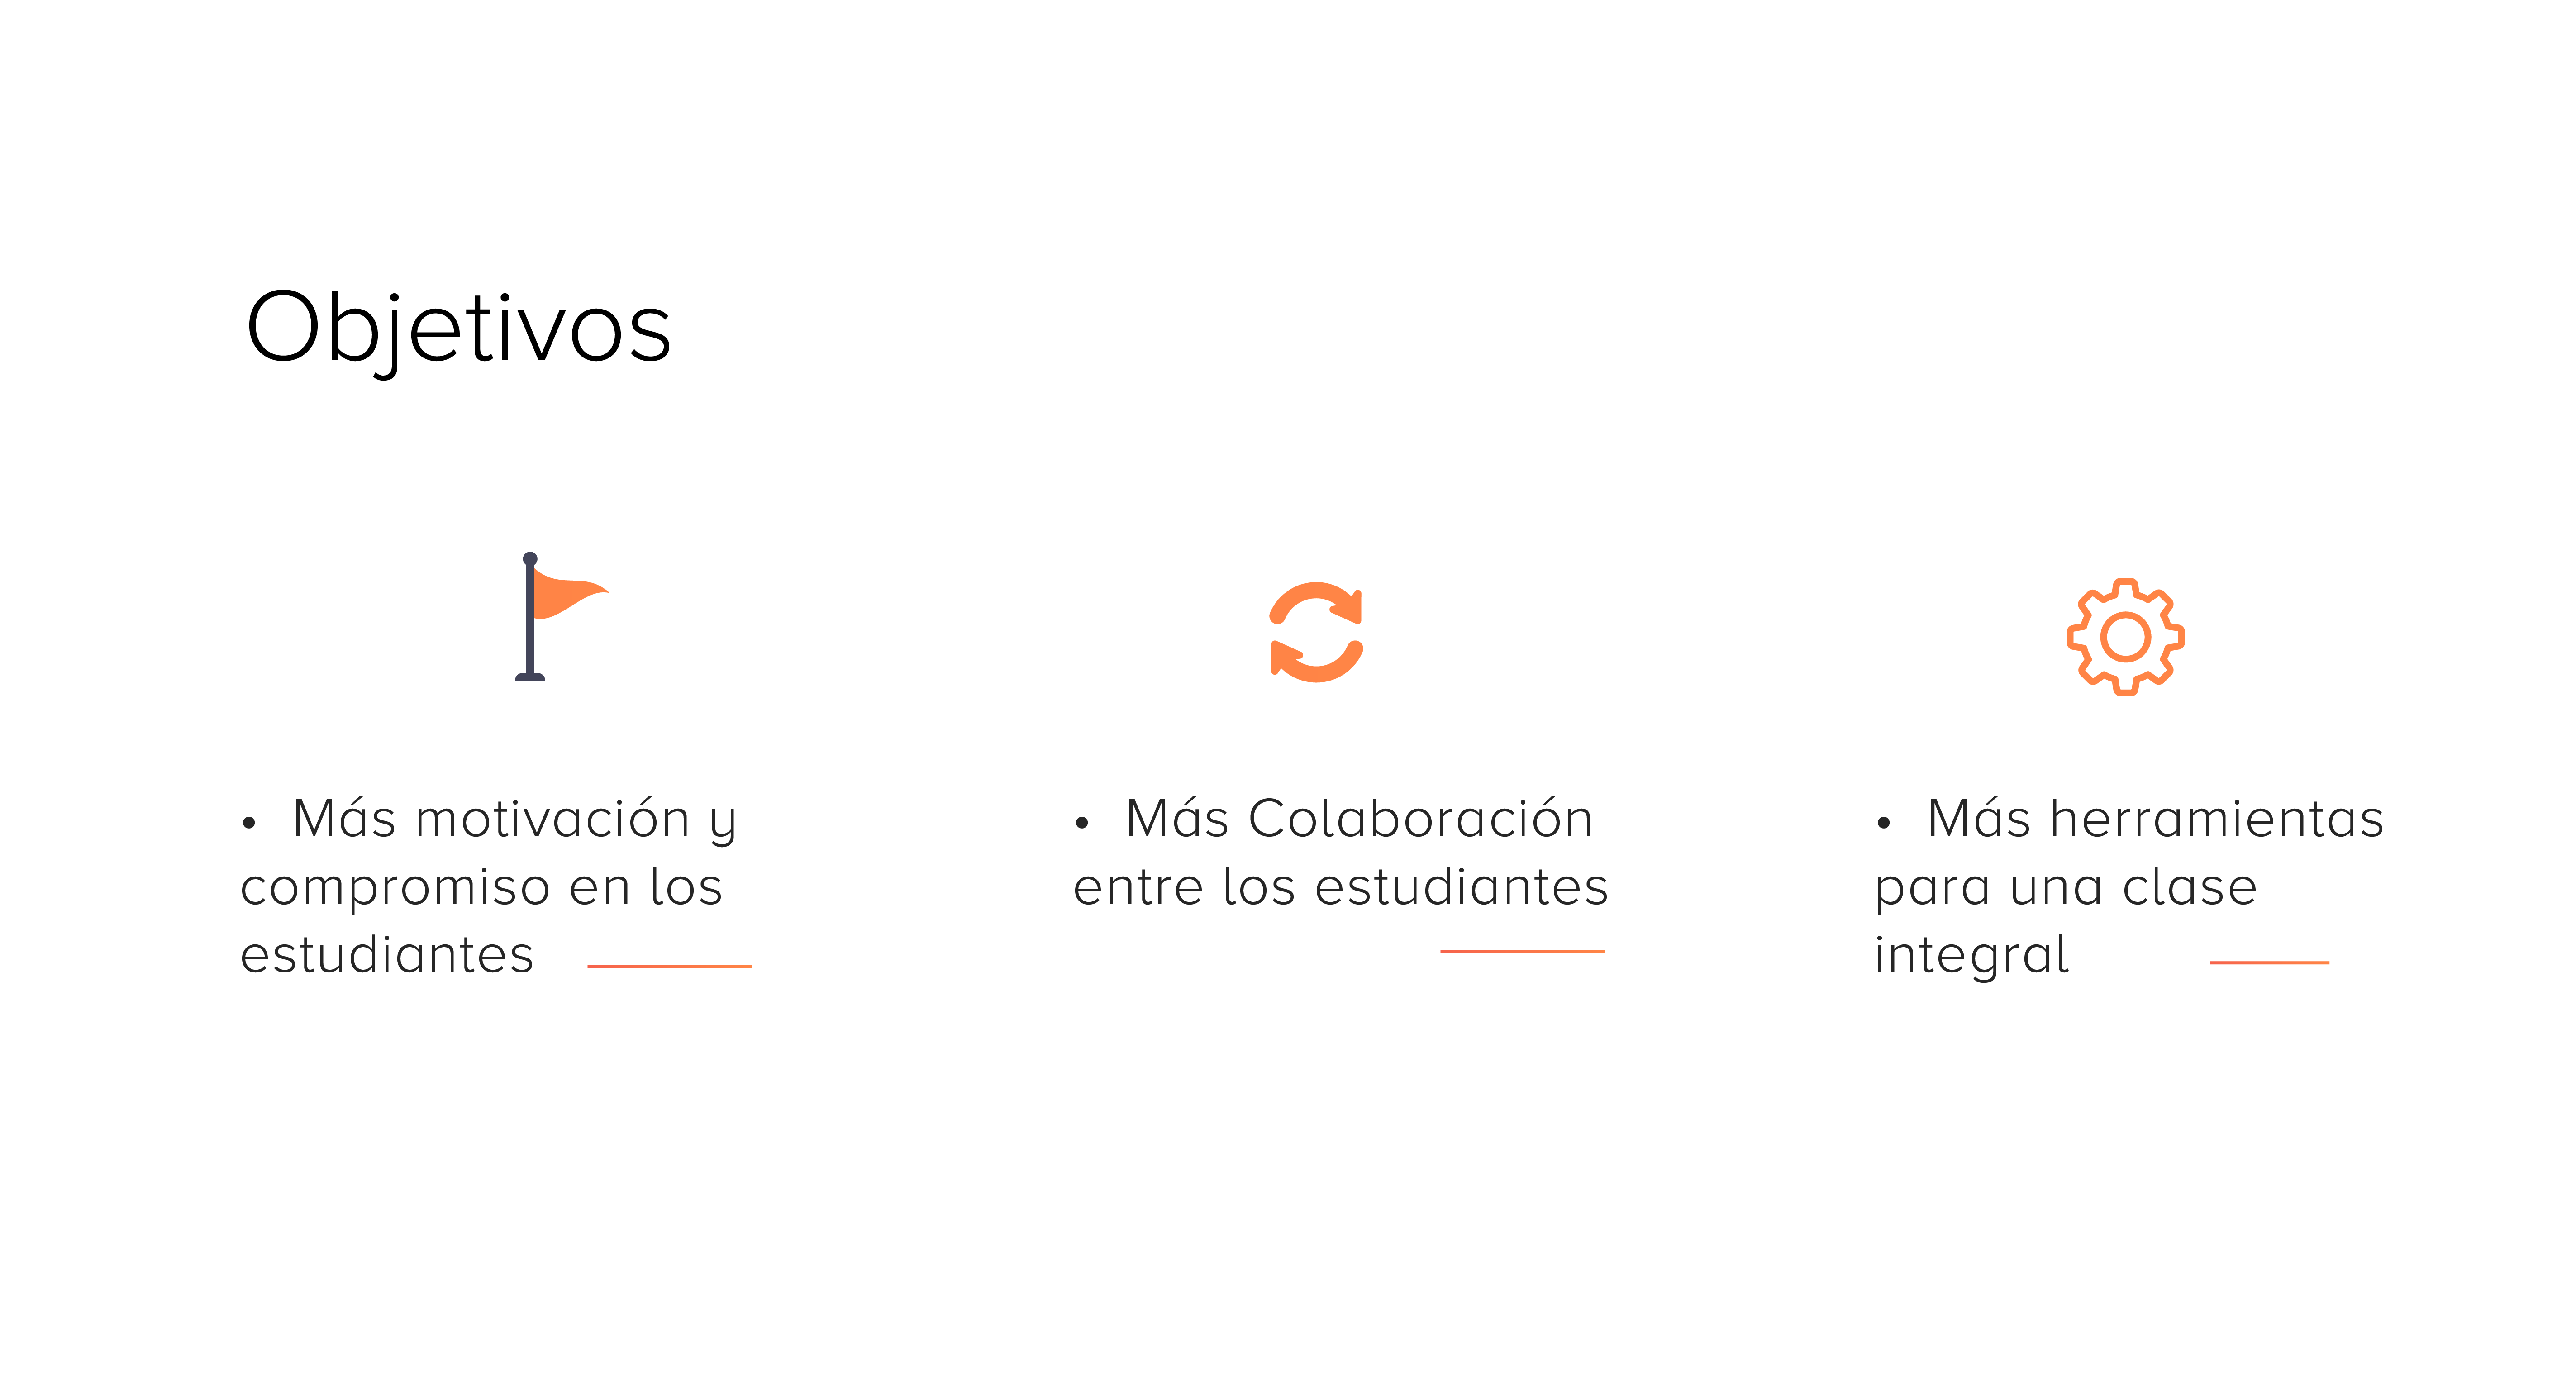 Objetivos
• Más motivación y
compromiso en los
estudiantes
• Más Colaboración
entre los estudiantes
• Más herramientas
para una clase
integral